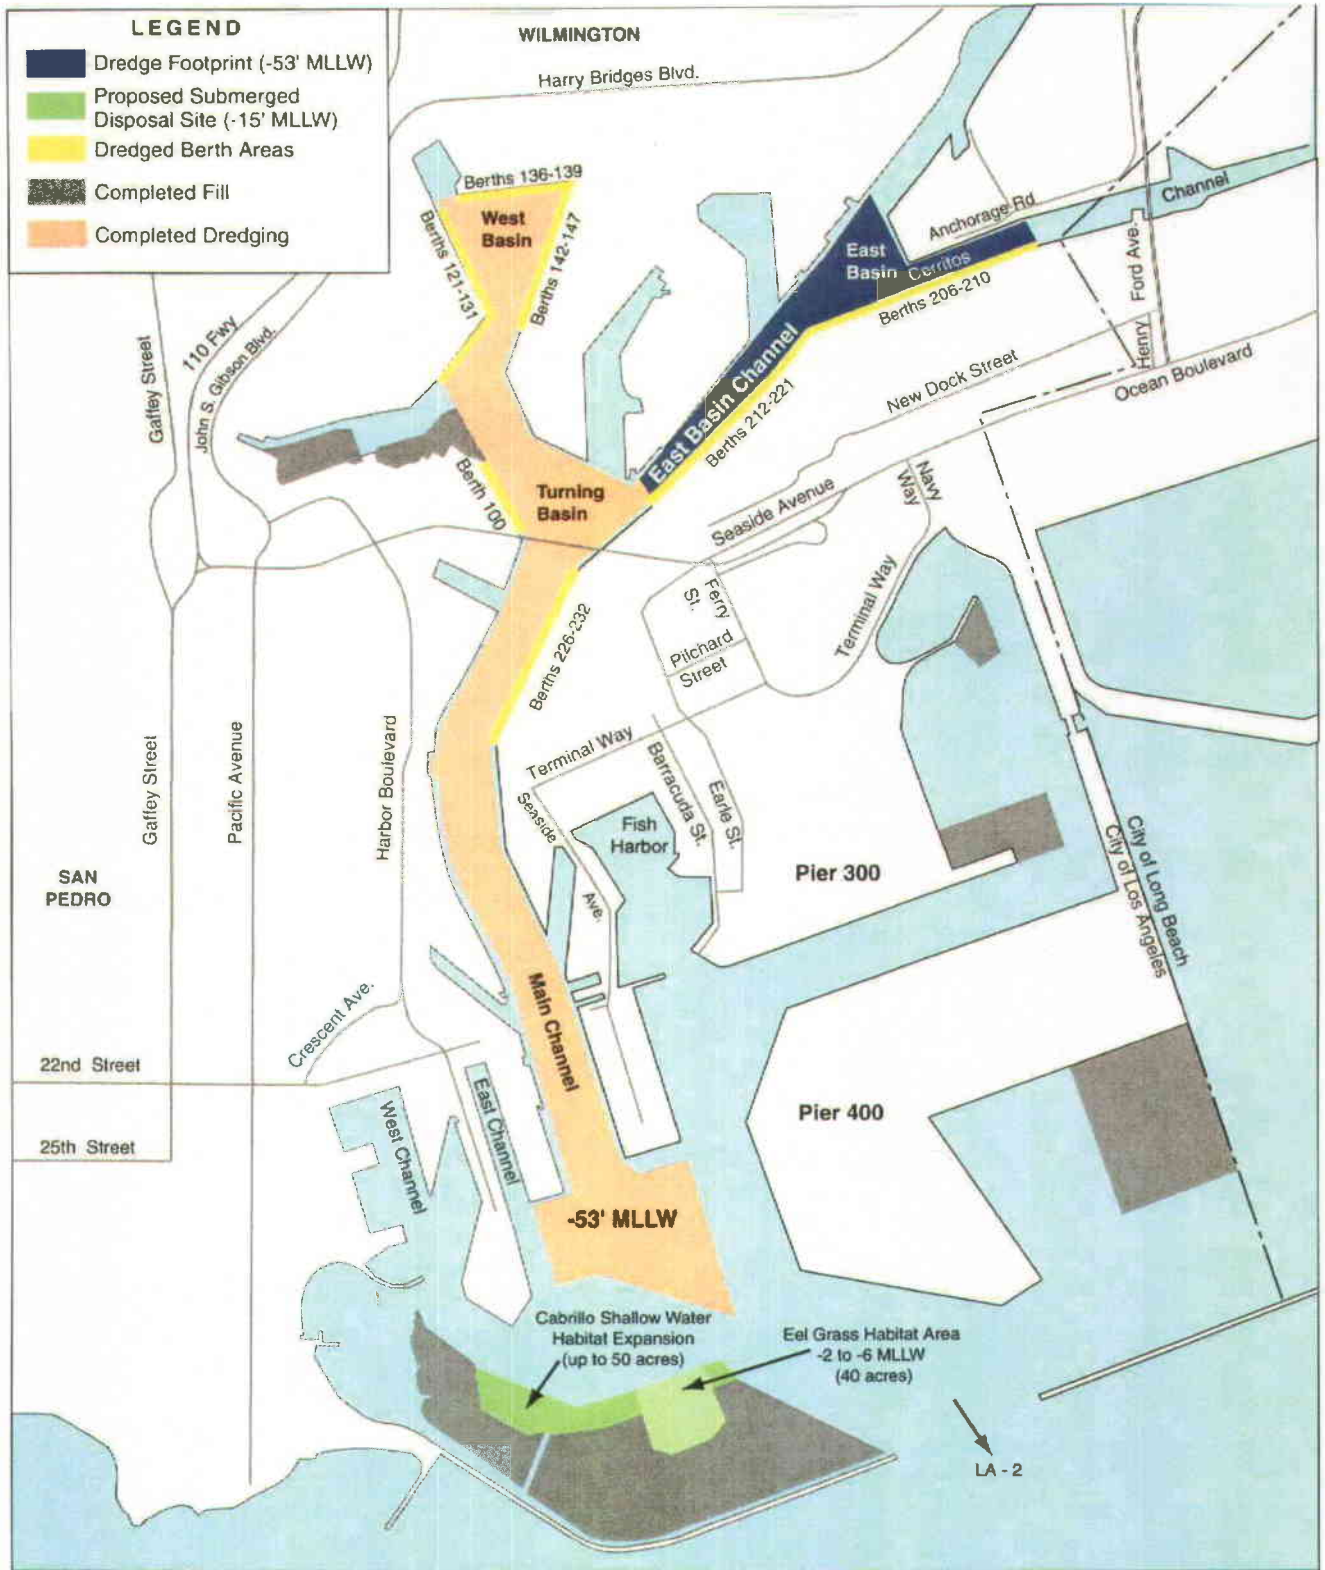 LEGEND
Dredge Footprint (-53' MLLW)
Proposed Submerged
Disposal Site (-15' MLLW)
Dredged Berth Areas
Completed Fill
Completed Dredging
WILMINGTON
Harry Bridges Blvd.
Berths 136-139
West
Basin
Berths 121-131
Berths 142-147
East
Basin
Cerritos
Channel
Anchorage Rd.
Berths 206-210
Henry Ford Ave.
East Basin Channel
Berths 212-221
New Dock Street
Ocean Boulevard
Gaffey Street
110 Fwy
John S. Gibson Blvd.
Berth 100
Turning
Basin
Seaside Avenue
Navy
Way
Ferry
St.
Pilchard
Street
Terminal Way
Berths 226-232
Gaffey Street
Pacific Avenue
Harbor Boulevard
Terminal Way
Seaside
Ave.
Barracuda St.
Earle St.
Fish
Harbor
Pier 300
City of Long Beach
City of Los Angeles
SAN
PEDRO
Main Channel
Crescent Ave.
22nd Street
25th Street
West Channel
East Channel
Pier 400
-53' MLLW
Cabrillo Shallow Water
Habitat Expansion
(up to 50 acres)
Eel Grass Habitat Area
-2 to -6 MLLW
(40 acres)
LA - 2